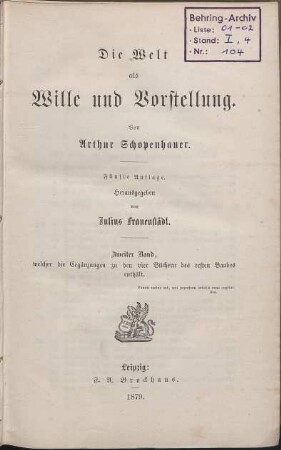 Behring-Archiv
Liste: 01-02
Stand: I, 4
Nr.: 104
Die Welt
als
Wille und Vorstellung.
Von
Arthur Schopenhauer.
Fünfte Auflage.
Herausgegeben
von
Julius Frauenstädt.
Zweiter Band,
welcher die Ergänzungen zu den vier Büchern des ersten Bandes
enthält.
Leipzig:
F. A. Brockhaus.
1879.